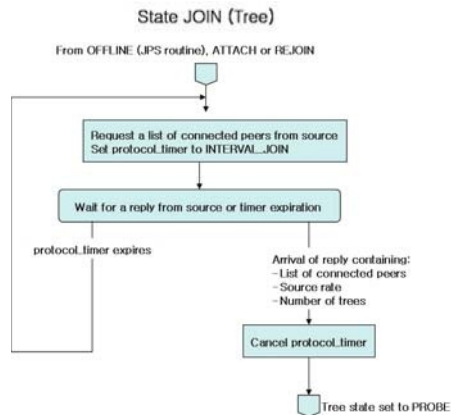 State JOIN (Tree)
From OFFLINE (JPS routine), ATTACH or REJOIN
Request a list of connected peers from source
Set protocol_timer to INTERVAL_JOIN
Wait for a reply from source or timer expiration
protocol_timer expires
Arrival of reply containing:
-List of connected peers
-Source rate
-Number of trees
Cancel protocol_timer
Tree state set to PROBE